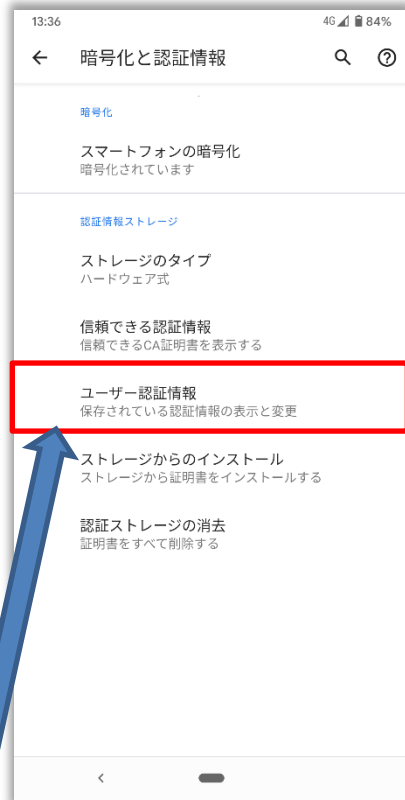 13:36 4G 84%
暗号化と認証情報
暗号化
スマートフォンの暗号化
暗号化されています
認証情報ストレージ
ストレージのタイプ
ハードウェア式
信頼できる認証情報
信頼できるCA証明書を表示する
ユーザー認証情報
保存されている認証情報の表示と変更
ストレージからのインストール
ストレージから証明書をインストールする
認証ストレージの消去
証明書をすべて削除する